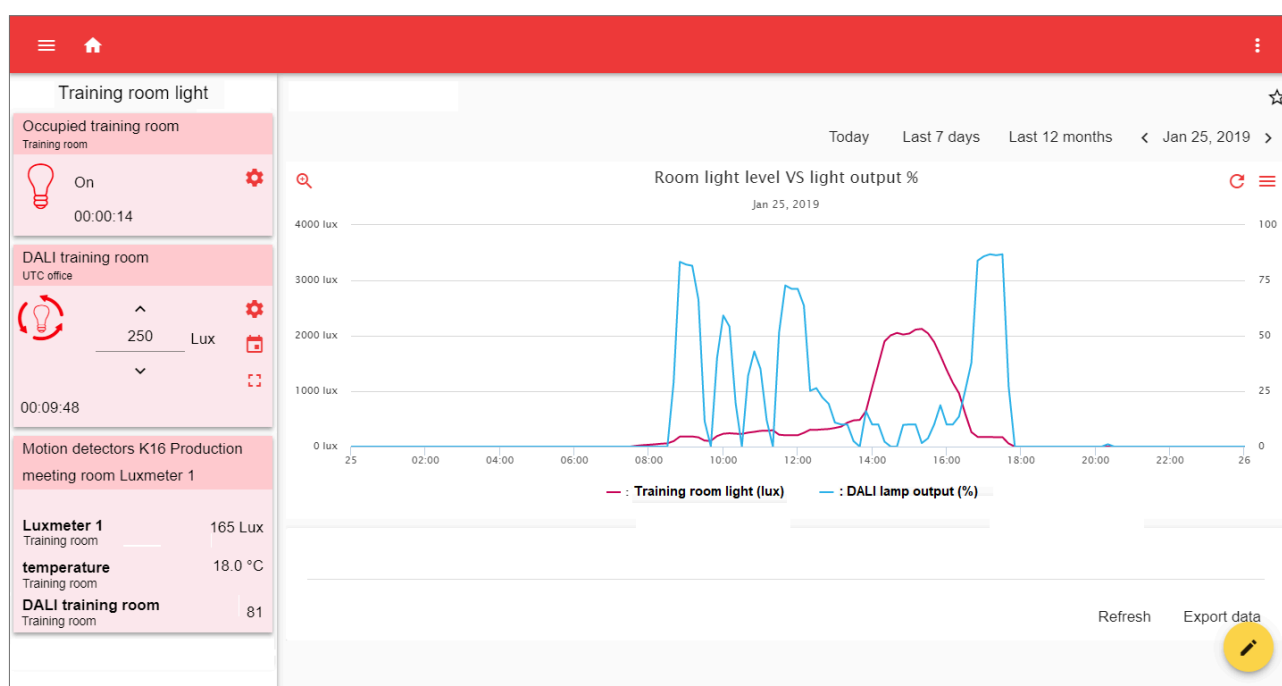 Training room light
Occupied training room
Training room
On
00:00:14
DALI training room
UTC office
250 Lux
00:09:48
Motion detectors K16 Production
meeting room Luxmeter 1
Luxmeter 1 165 Lux
Training room
temperature 18.0 °C
Training room
DALI training room 81
Training room
Today Last 7 days Last 12 months Jan 25, 2019
Room light level VS light output %
Jan 25, 2019
4000 lux 100
3000 lux 75
2000 lux 50
1000 lux 25
0 lux 0
25 02:00 04:00 06:00 08:00 10:00 12:00 14:00 16:00 18:00 20:00 22:00 26
: Training room light (lux) : DALI lamp output (%)
Refresh Export data